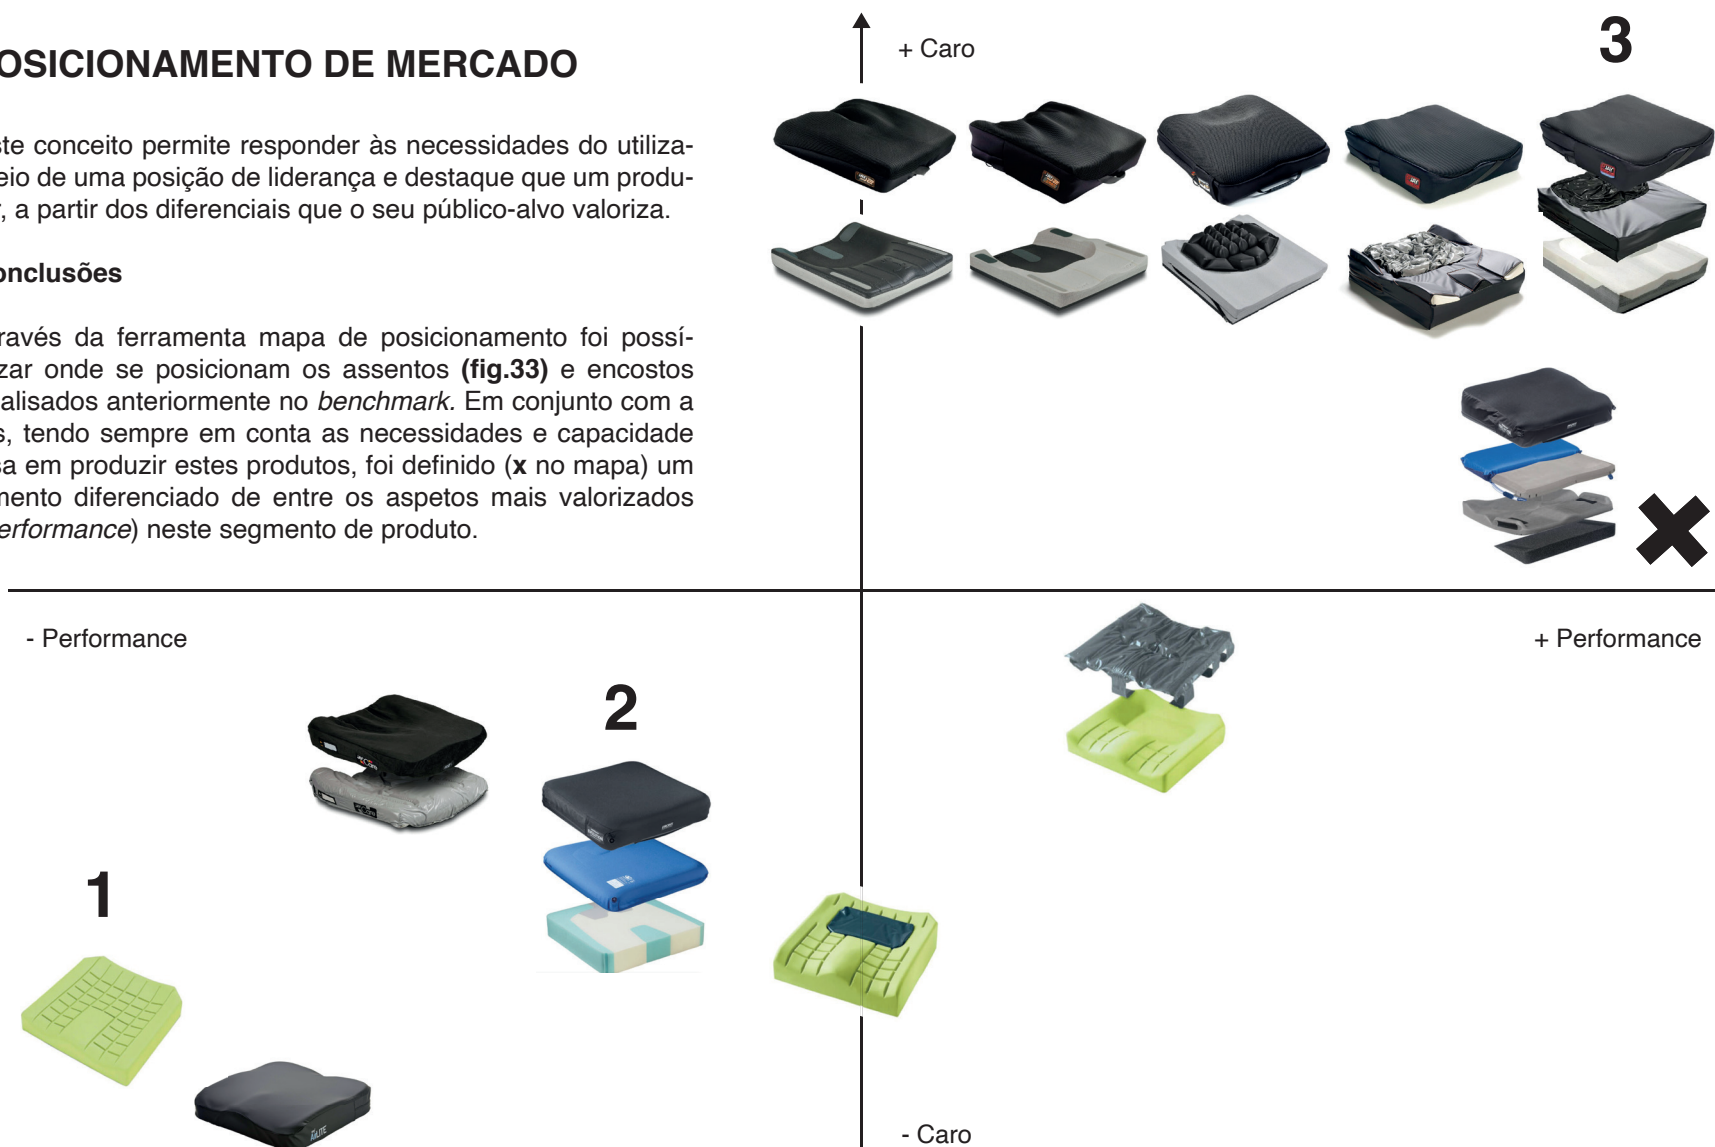 OSICIONAMENTO DE MERCADO
ste conceito permite responder às necessidades do utiliza-
eio de uma posição de liderança e destaque que um produ-
r, a partir dos diferenciais que o seu público-alvo valoriza.
onclusões
ravés da ferramenta mapa de posicionamento foi possí-
zar onde se posicionam os assentos (fig.33) e encostos
alisados anteriormente no benchmark. Em conjunto com a
s, tendo sempre em conta as necessidades e capacidade
sa em produzir estes produtos, foi definido (x no mapa) um
mento diferenciado de entre os aspetos mais valorizados
erformance) neste segmento de produto.
+ Caro
3
- Performance
+ Performance
2
1
- Caro